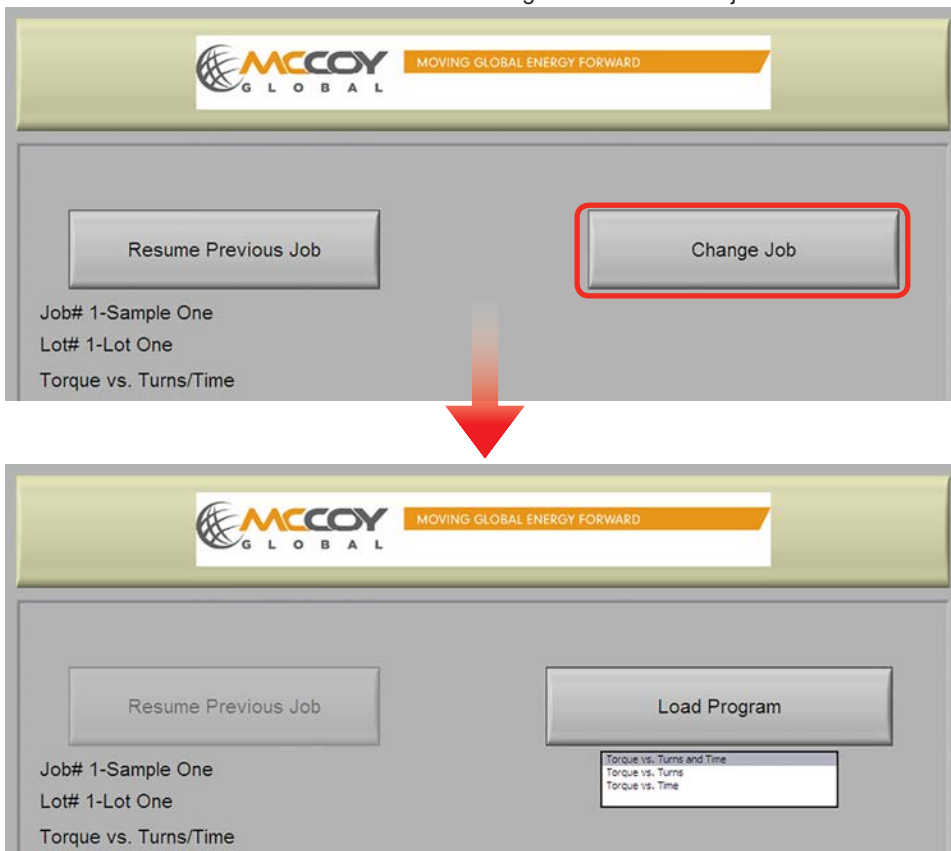 MCCOY
GLOBAL
MOVING GLOBAL ENERGY FORWARD
Resume Previous Job
Change Job
Job# 1-Sample One
Lot# 1-Lot One
Torque vs. Turns/Time
MCCOY
GLOBAL
MOVING GLOBAL ENERGY FORWARD
Resume Previous Job
Load Program
Torque vs. Turns and Time
Torque vs. Turns
Torque vs. Time
Job# 1-Sample One
Lot# 1-Lot One
Torque vs. Turns/Time